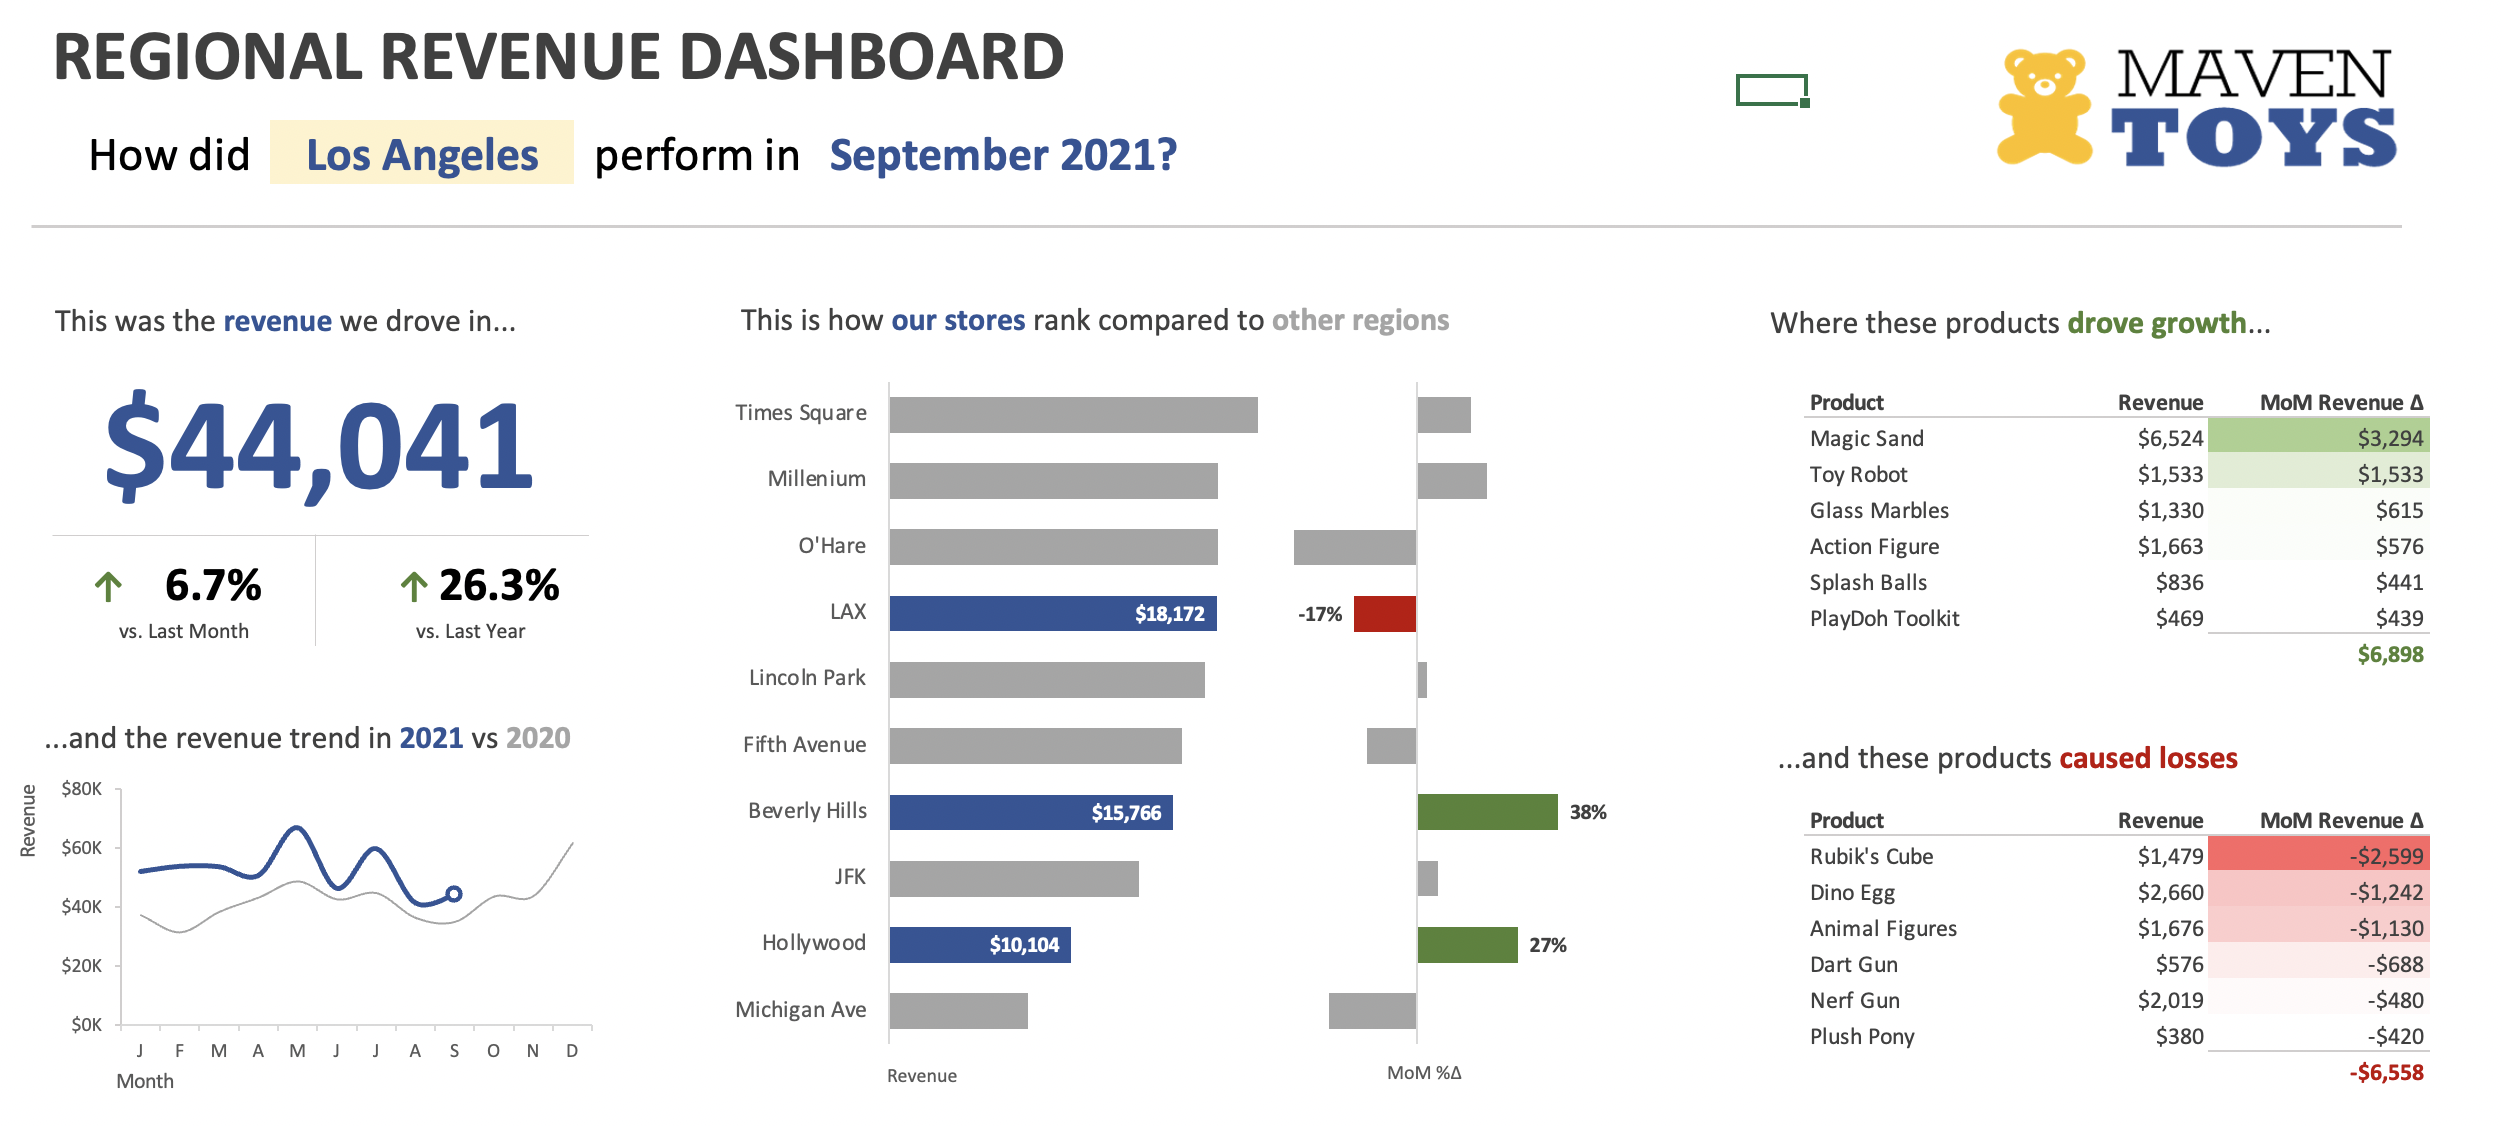 REGIONAL REVENUE DASHBOARD
How did Los Angeles perform in September 2021?
MAVEN
TOYS
This was the revenue we drove in...
$44,041
6.7%
vs. Last Month
26.3%
vs. Last Year
...and the revenue trend in 2021 vs 2020
Revenue
$80K
$60K
$40K
$20K
$0K
J F M A M J J A S O N D
Month
This is how our stores rank compared to other regions
Times Square
Millenium
O'Hare
LAX $18,172 -17%
Lincoln Park
Fifth Avenue
Beverly Hills $15,766 38%
JFK
Hollywood $10,104 27%
Michigan Ave
Revenue MoM %Δ
Where these products drove growth...
Product Revenue MoM Revenue Δ
Magic Sand $6,524 $3,294
Toy Robot $1,533 $1,533
Glass Marbles $1,330 $615
Action Figure $1,663 $576
Splash Balls $836 $441
PlayDoh Toolkit $469 $439
$6,898
...and these products caused losses
Product Revenue MoM Revenue Δ
Rubik's Cube $1,479 -$2,599
Dino Egg $2,660 -$1,242
Animal Figures $1,676 -$1,130
Dart Gun $576 -$688
Nerf Gun $2,019 -$480
Plush Pony $380 -$420
-$6,558